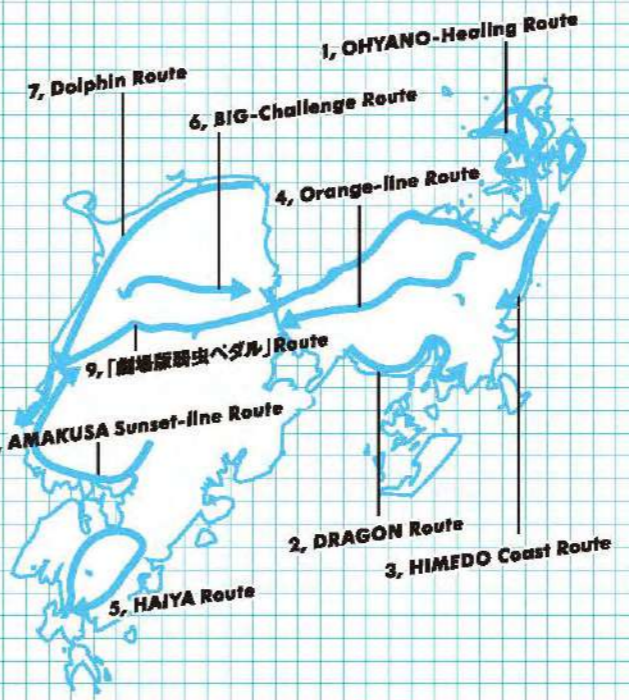 1, OHYANO-Healing Route
7, Dolphin Route
6, BIG-Challenge Route
4, Orange-line Route
9,「劇場版弱虫ペダル」Route
, AMAKUSA Sunset-line Route
2, DRAGON Route
3, HIMEDO Coast Route
5, HAIYA Route